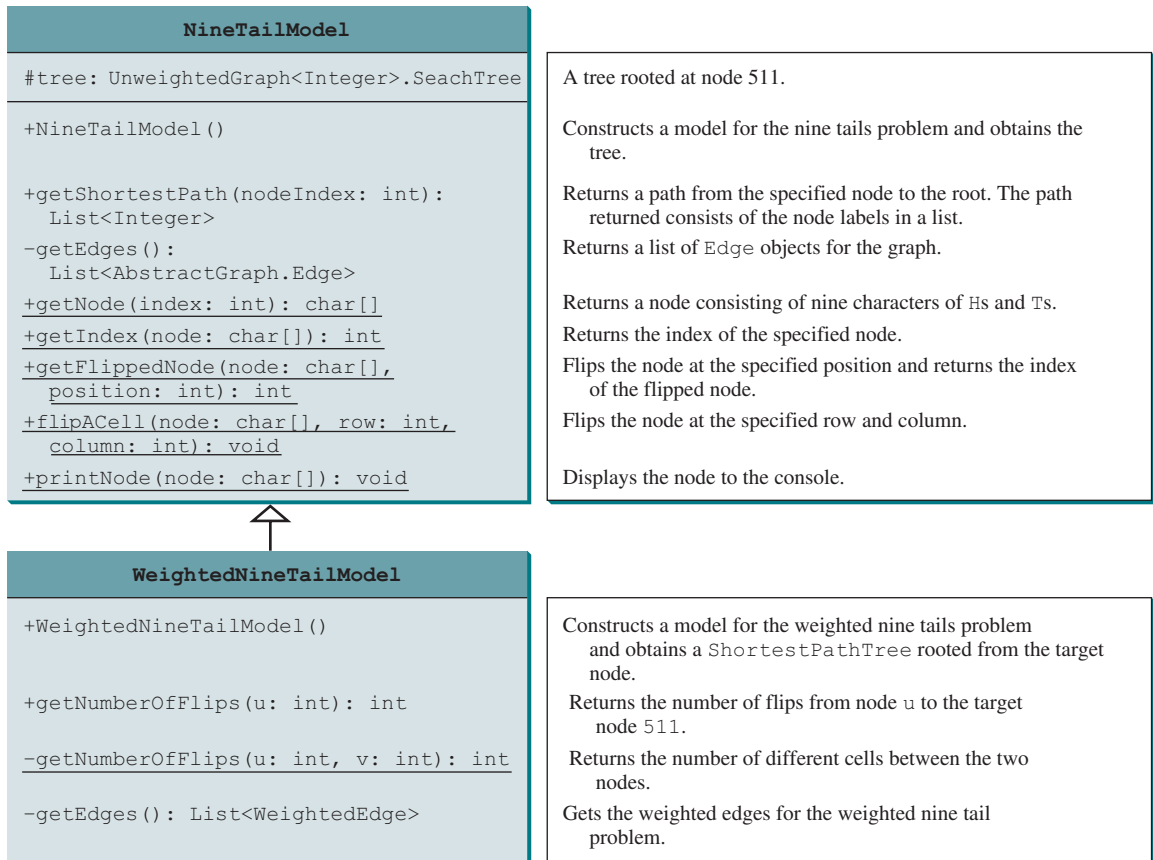 NineTailModel
#tree: UnweightedGraph<Integer>.SeachTree
A tree rooted at node 511.
+NineTailModel()
Constructs a model for the nine tails problem and obtains the
tree.
+getShortestPath(nodeIndex: int):
List<Integer>
Returns a path from the specified node to the root. The path
returned consists of the node labels in a list.
-getEdges():
List<AbstractGraph.Edge>
Returns a list of Edge objects for the graph.
+getNode(index: int): char[]
Returns a node consisting of nine characters of Hs and Ts.
+getIndex(node: char[]): int
Returns the index of the specified node.
+getFlippedNode(node: char[],
position: int): int
Flips the node at the specified position and returns the index
of the flipped node.
+flipACell(node: char[], row: int,
column: int): void
Flips the node at the specified row and column.
+printNode(node: char[]): void
Displays the node to the console.
WeightedNineTailModel
+WeightedNineTailModel()
Constructs a model for the weighted nine tails problem
and obtains a ShortestPathTree rooted from the target
node.
+getNumberOfFlips(u: int): int
Returns the number of flips from node u to the target
node 511.
-getNumberOfFlips(u: int, v: int): int
Returns the number of different cells between the two
nodes.
-getEdges(): List<WeightedEdge>
Gets the weighted edges for the weighted nine tail
problem.